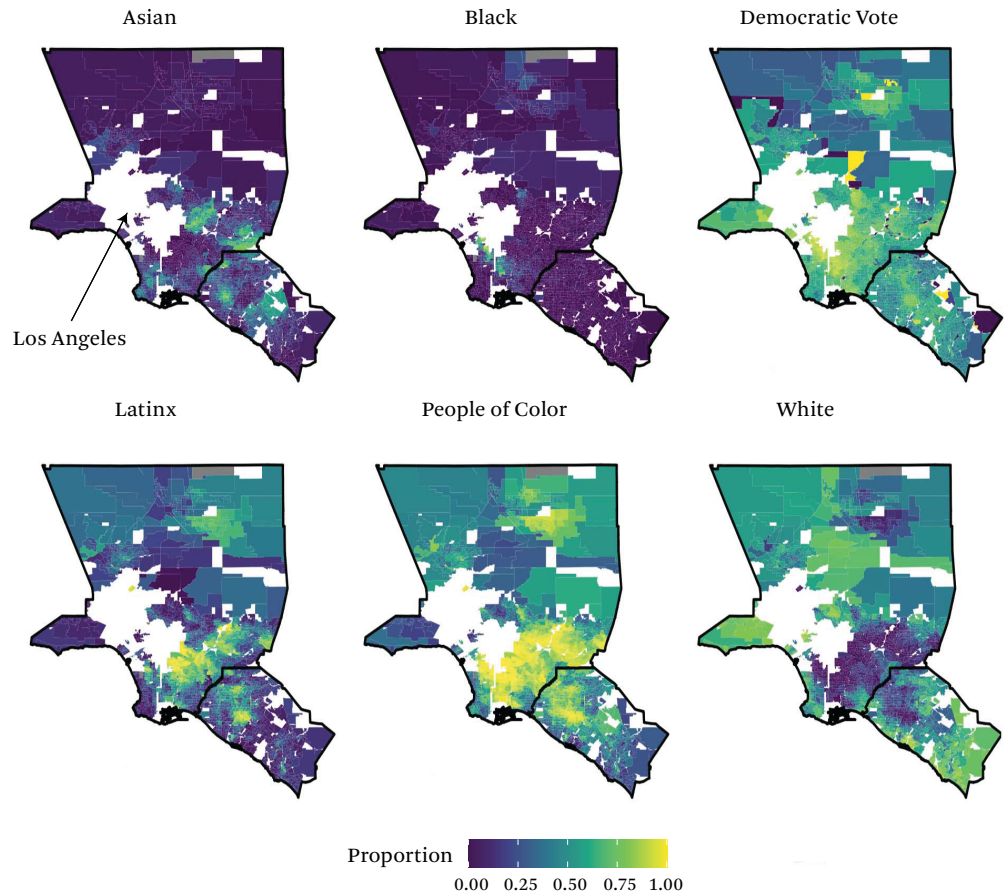 Asian
Black
Democratic Vote
Los Angeles
Latinx
People of Color
White
Proportion
0.00 0.25 0.50 0.75 1.00